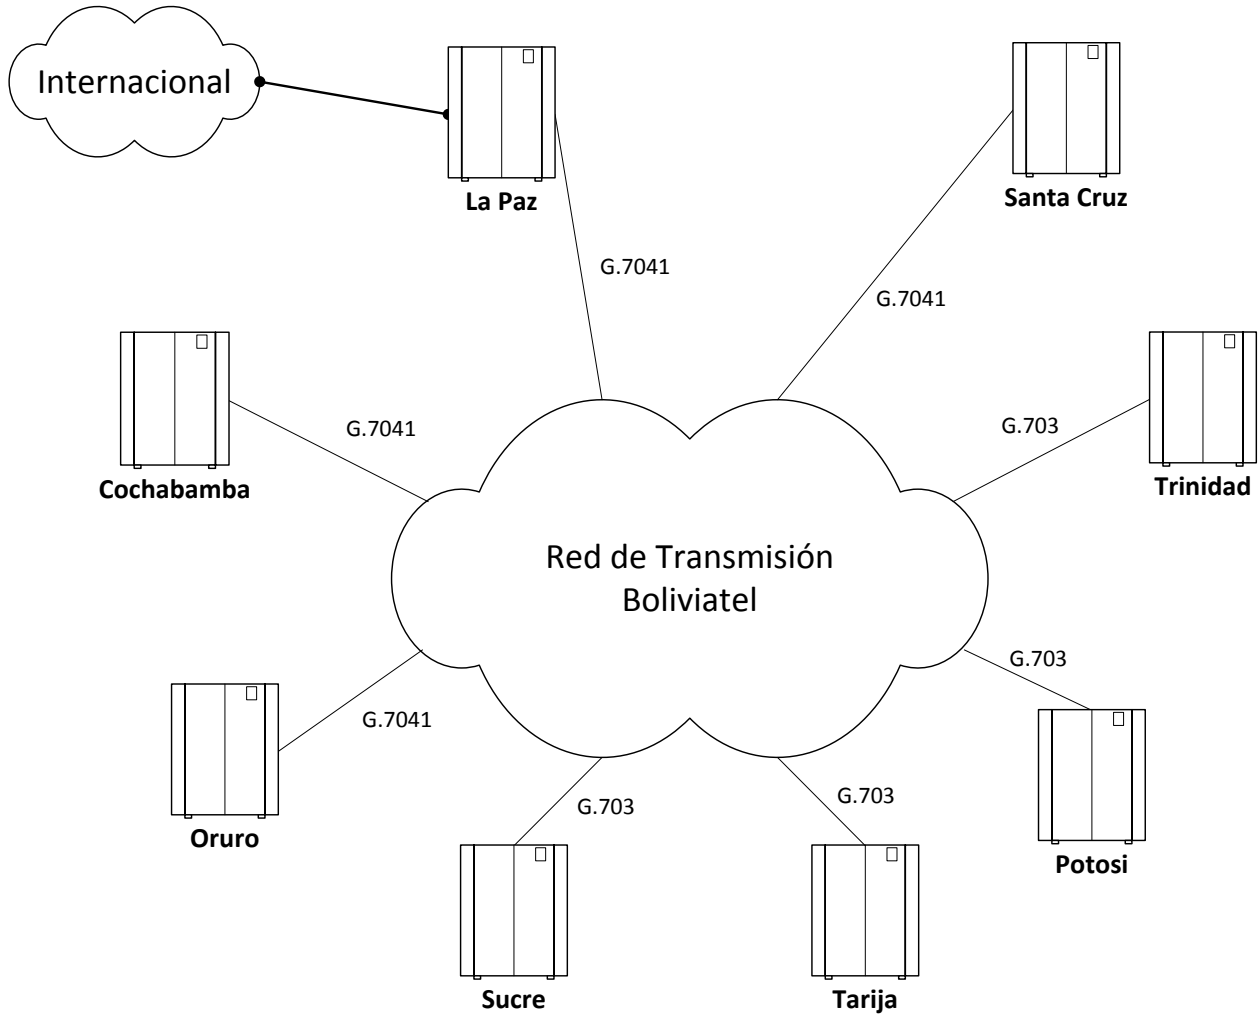 Internacional
La Paz
Santa Cruz
G.7041
G.7041
Cochabamba
G.7041
G.703
Trinidad
Red de Transmisión
Boliviatel
G.703
Oruro
G.7041
G.703
G.703
Potosi
Sucre
Tarija